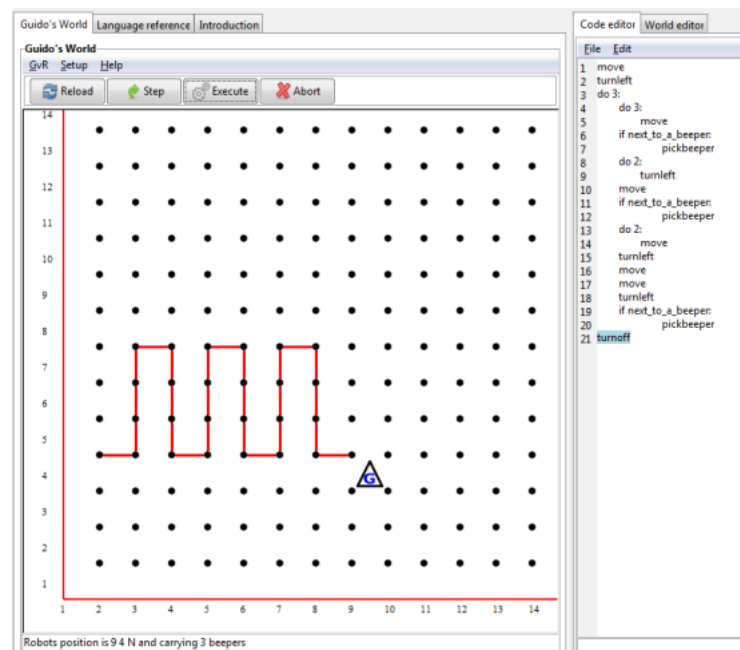 Guido's World Language reference Introduction
Guido's World
GvR Setup Help
Reload Step Execute Abort
14
13
12
11
10
9
8
7
6
5
4
3
2
1
G
1 2 3 4 5 6 7 8 9 10 11 12 13 14
Robots position is 9 4 N and carrying 3 beepers
Code editor World editor
File Edit
1 move
2 turnleft
3 do 3:
4 do 3:
5 move
6 if next_to_a_beeper:
7 pickbeeper
8 do 2:
9 turnleft
10 move
11 if next_to_a_beeper:
12 pickbeeper
13 do 2:
14 move
15 turnleft
16 move
17 move
18 turnleft
19 if next_to_a_beeper:
20 pickbeeper
21 turnoff